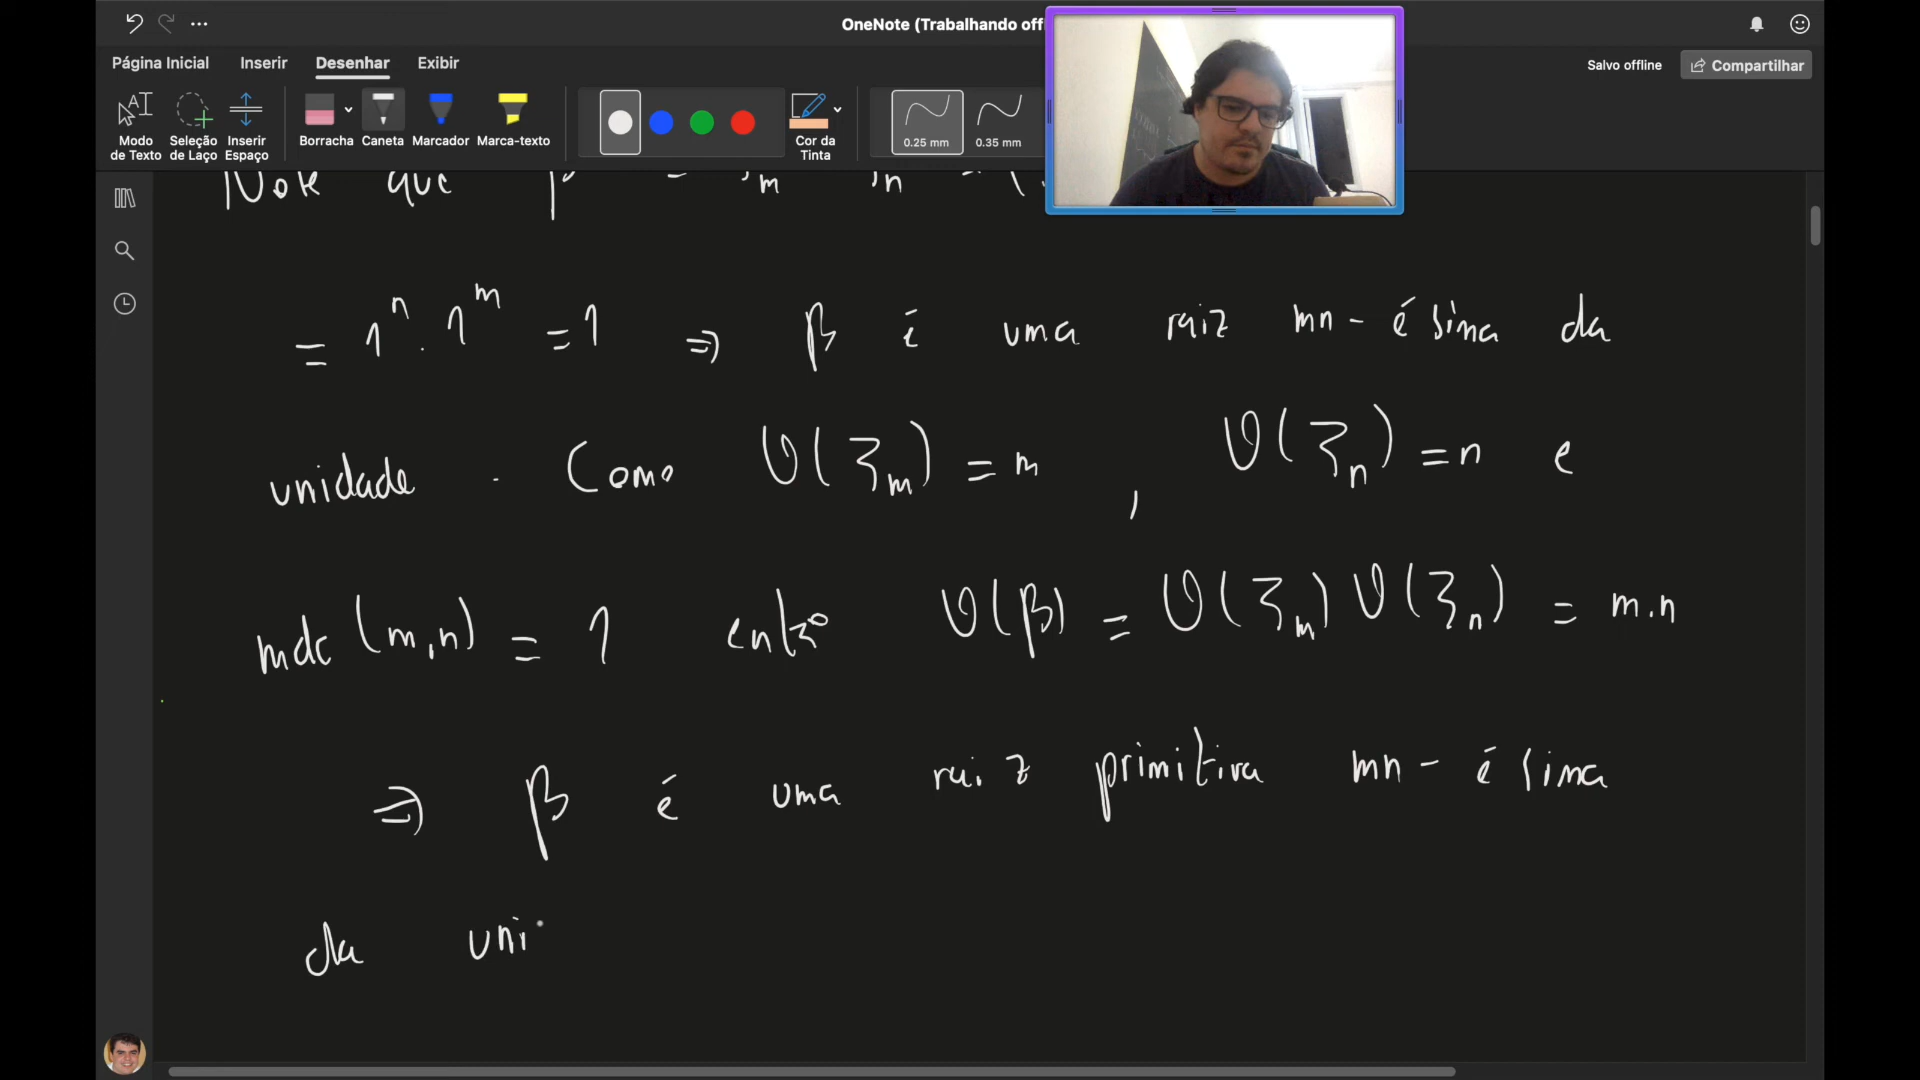 OneNote (Trabalhando offl
Página Inicial Inserir Desenhar Exibir
Salvo offline
Compartilhar
Modo de Texto
Seleção de Laço
Inserir Espaço
Borracha
Caneta
Marcador
Marca-texto
Cor da Tinta
0.25 mm
0.35 mm
Note que
= 1ⁿ . 1ᵐ = 1 ⇒ β é uma raiz mn-ésima da
unidade . Como O(ζₘ) = m , O(ζₙ) = n e
mdc (m,n) = 1 então O(β) = O(ζₘ) O(ζₙ) = m.n
⇒ β é uma raiz primitiva mn-ésima
da uni